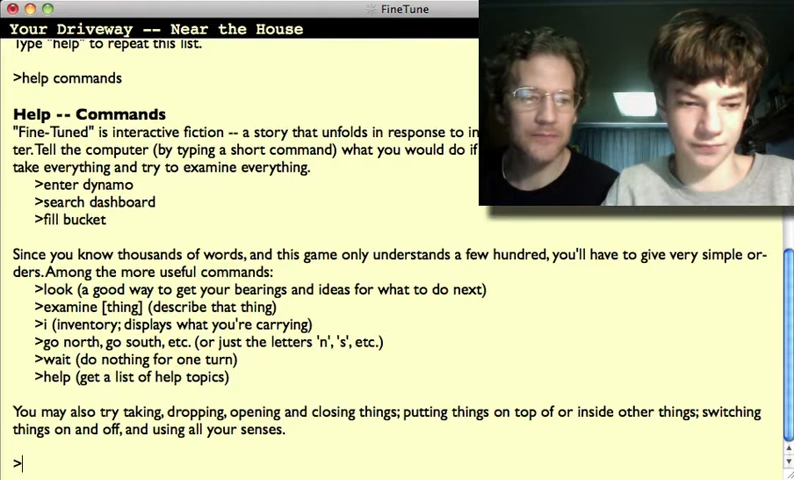 FineTune
Your Driveway -- Near the House
Type "help" to repeat this list.
>help commands
Help -- Commands
"Fine-Tuned" is interactive fiction -- a story that unfolds in response to in
ter. Tell the computer (by typing a short command) what you would do if
take everything and try to examine everything.
>enter dynamo
>search dashboard
>fill bucket
Since you know thousands of words, and this game only understands a few hundred, you'll have to give very simple or-
ders. Among the more useful commands:
>look (a good way to get your bearings and ideas for what to do next)
>examine [thing] (describe that thing)
>i (inventory; displays what you're carrying)
>go north, go south, etc. (or just the letters 'n', 's', etc.)
>wait (do nothing for one turn)
>help (get a list of help topics)
You may also try taking, dropping, opening and closing things; putting things on top of or inside other things; switching
things on and off, and using all your senses.
>